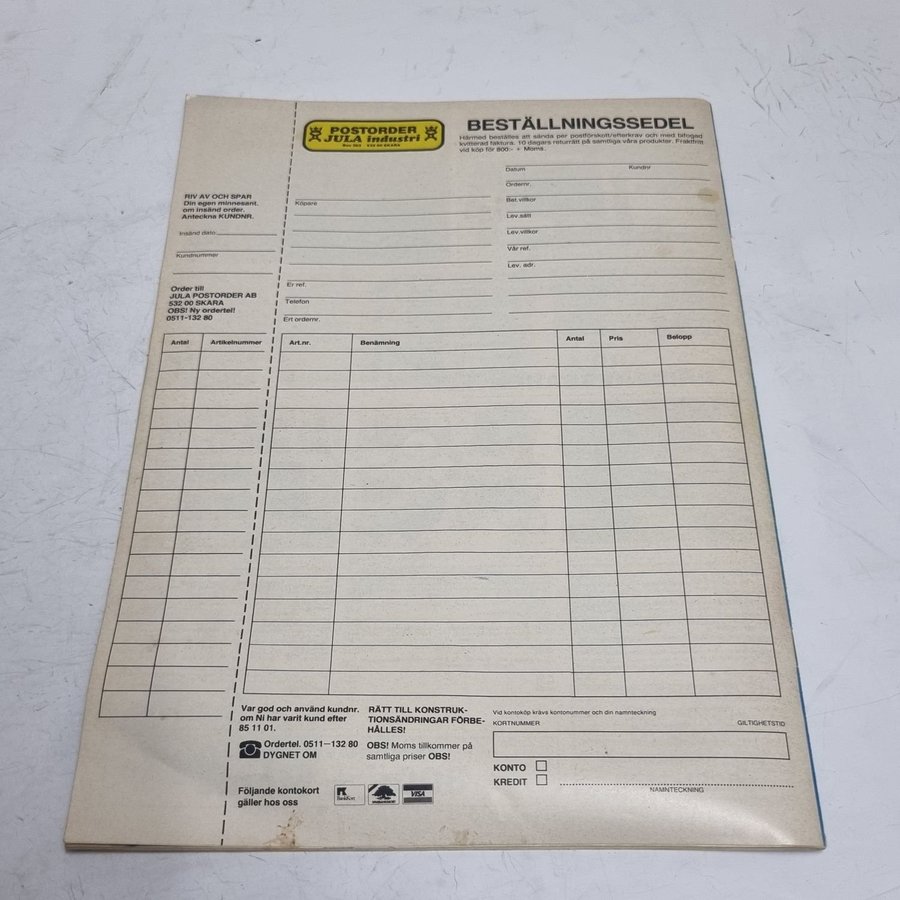 POSTORDER
JULA industri
Box 363 532 00 SKARA
BESTÄLLNINGSSEDEL
Härmed beställes att sända per postförskott/efterkrav och med bifogad
kvitterad faktura. 10 dagars returrätt på samtliga våra produkter. Fraktfritt
vid köp för 800:- + Moms.
Datum Kundnr
Ordernr.
Bet.villkor
Lev.sätt
Lev.villkor
Vår ref.
Lev. adr.
Köpare
Er ref.
Telefon
Ert ordernr.
RIV AV OCH SPAR
Din egen minnesant.
om insänd order.
Anteckna KUNDNR.
Insänd dato:
Kundnummer
Order till
JULA POSTORDER AB
532 00 SKARA
OBS! Ny ordertel!
0511-132 80
Antal Artikelnummer
Art.nr. Benämning Antal Pris Belopp
Var god och använd kundnr.
om Ni har varit kund efter
85 11 01.
Ordertel. 0511—132 80
DYGNET OM
Följande kontokort
gäller hos oss
VISA
RÄTT TILL KONSTRUK-
TIONSÄNDRINGAR FÖRBE-
HÅLLES!
OBS! Moms tillkommer på
samtliga priser OBS!
Vid kontoköp krävs kontonummer och din namnteckning
KORTNUMMER GILTIGHETSTID
KONTO
KREDIT
NAMNTECKNING